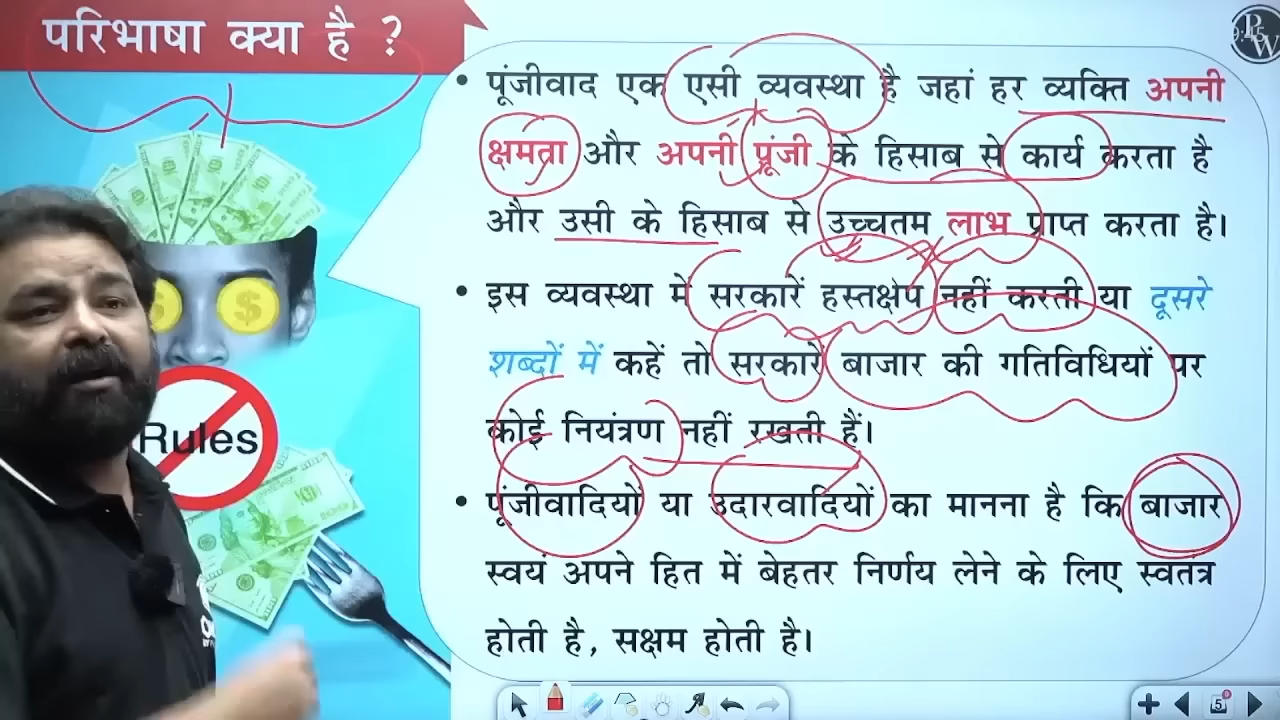 परिभाषा क्या है ?
PW
• पूंजीवाद एक एसी व्यवस्था है जहां हर व्यक्ति अपनी
क्षमता और अपनी पूंजी के हिसाब से कार्य करता है
और उसी के हिसाब से उच्चतम लाभ प्राप्त करता है।
• इस व्यवस्था में सरकारें हस्तक्षेप नहीं करती या दूसरे
शब्दों में कहें तो सरकारें बाजार की गतिविधियों पर
कोई नियंत्रण नहीं रखती हैं।
• पूंजीवादियों या उदारवादियों का मानना है कि बाजार
स्वयं अपने हित में बेहतर निर्णय लेने के लिए स्वतंत्र
होती है, सक्षम होती है।
Rules
5